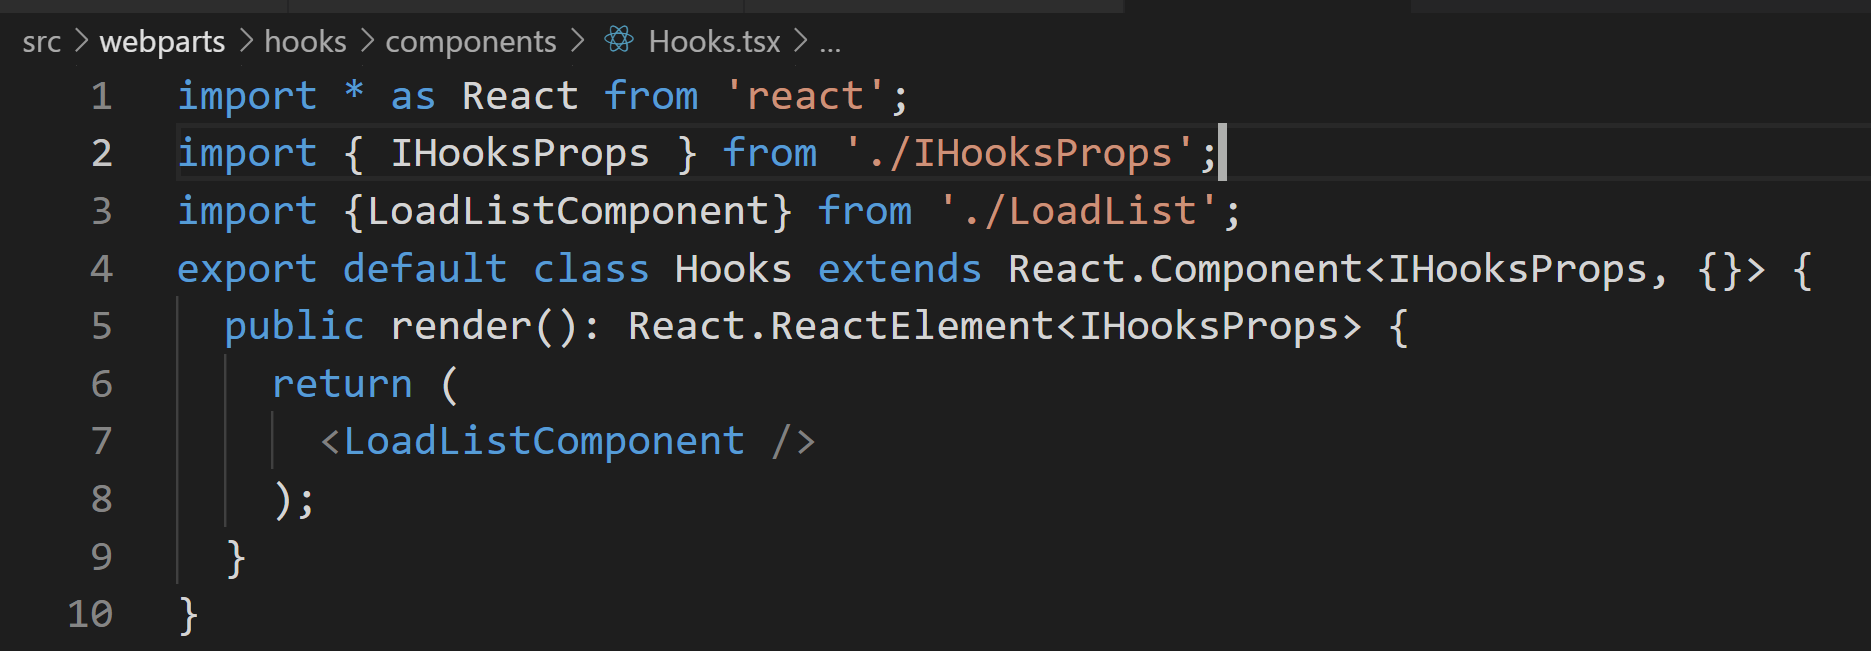 src > webparts > hooks > components > Hooks.tsx > ...
1 import * as React from 'react';
2 import { IHooksProps } from './IHooksProps';
3 import {LoadListComponent} from './LoadList';
4 export default class Hooks extends React.Component<IHooksProps, {}> {
5 public render(): React.ReactElement<IHooksProps> {
6 return (
7 <LoadListComponent />
8 );
9 }
10 }